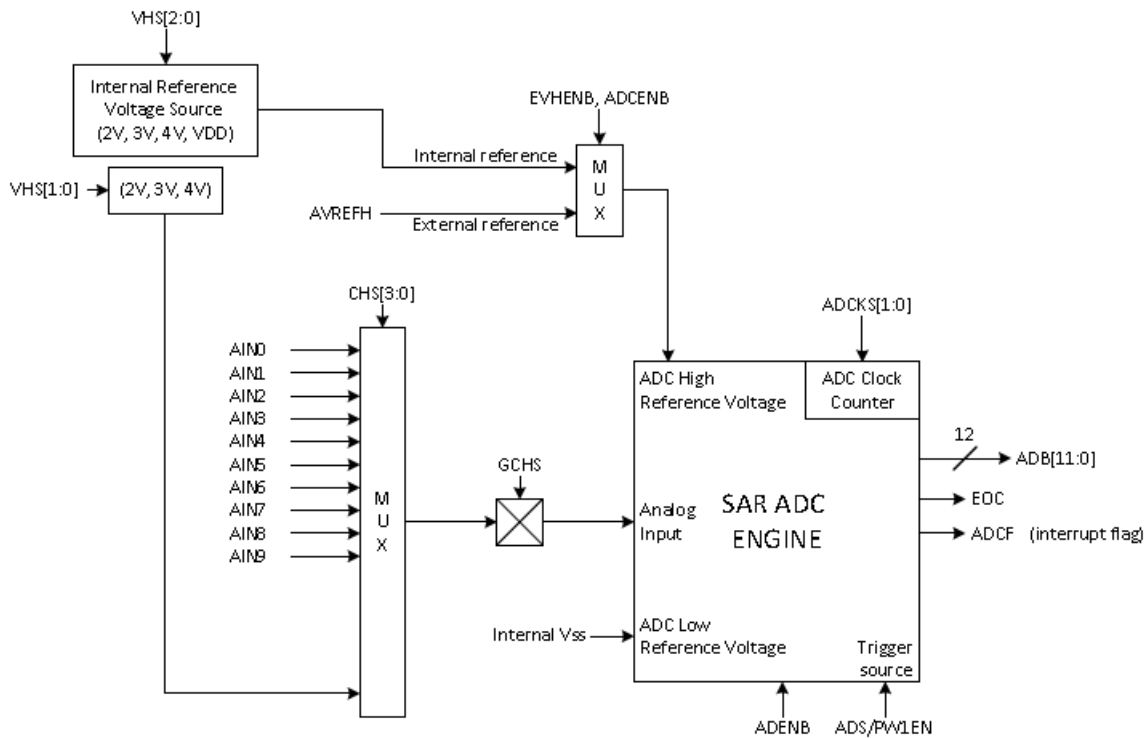 VHS[2:0]
Internal Reference
Voltage Source
(2V, 3V, 4V, VDD)
EVHENB, ADCENB
Internal reference
M
U
X
VHS[1:0]
(2V, 3V, 4V)
AVREFH
External reference
CHS[3:0]
ADCKS[1:0]
AIN0
AIN1
AIN2
AIN3
AIN4
AIN5
AIN6
AIN7
AIN8
AIN9
M
U
X
GCHS
ADC High
Reference Voltage
ADC Clock
Counter
Analog
Input
SAR ADC
ENGINE
12
ADB[11:0]
EOC
ADCF (interrupt flag)
Internal Vss
ADC Low
Reference Voltage
Trigger
source
ADENB
ADS/PW1EN